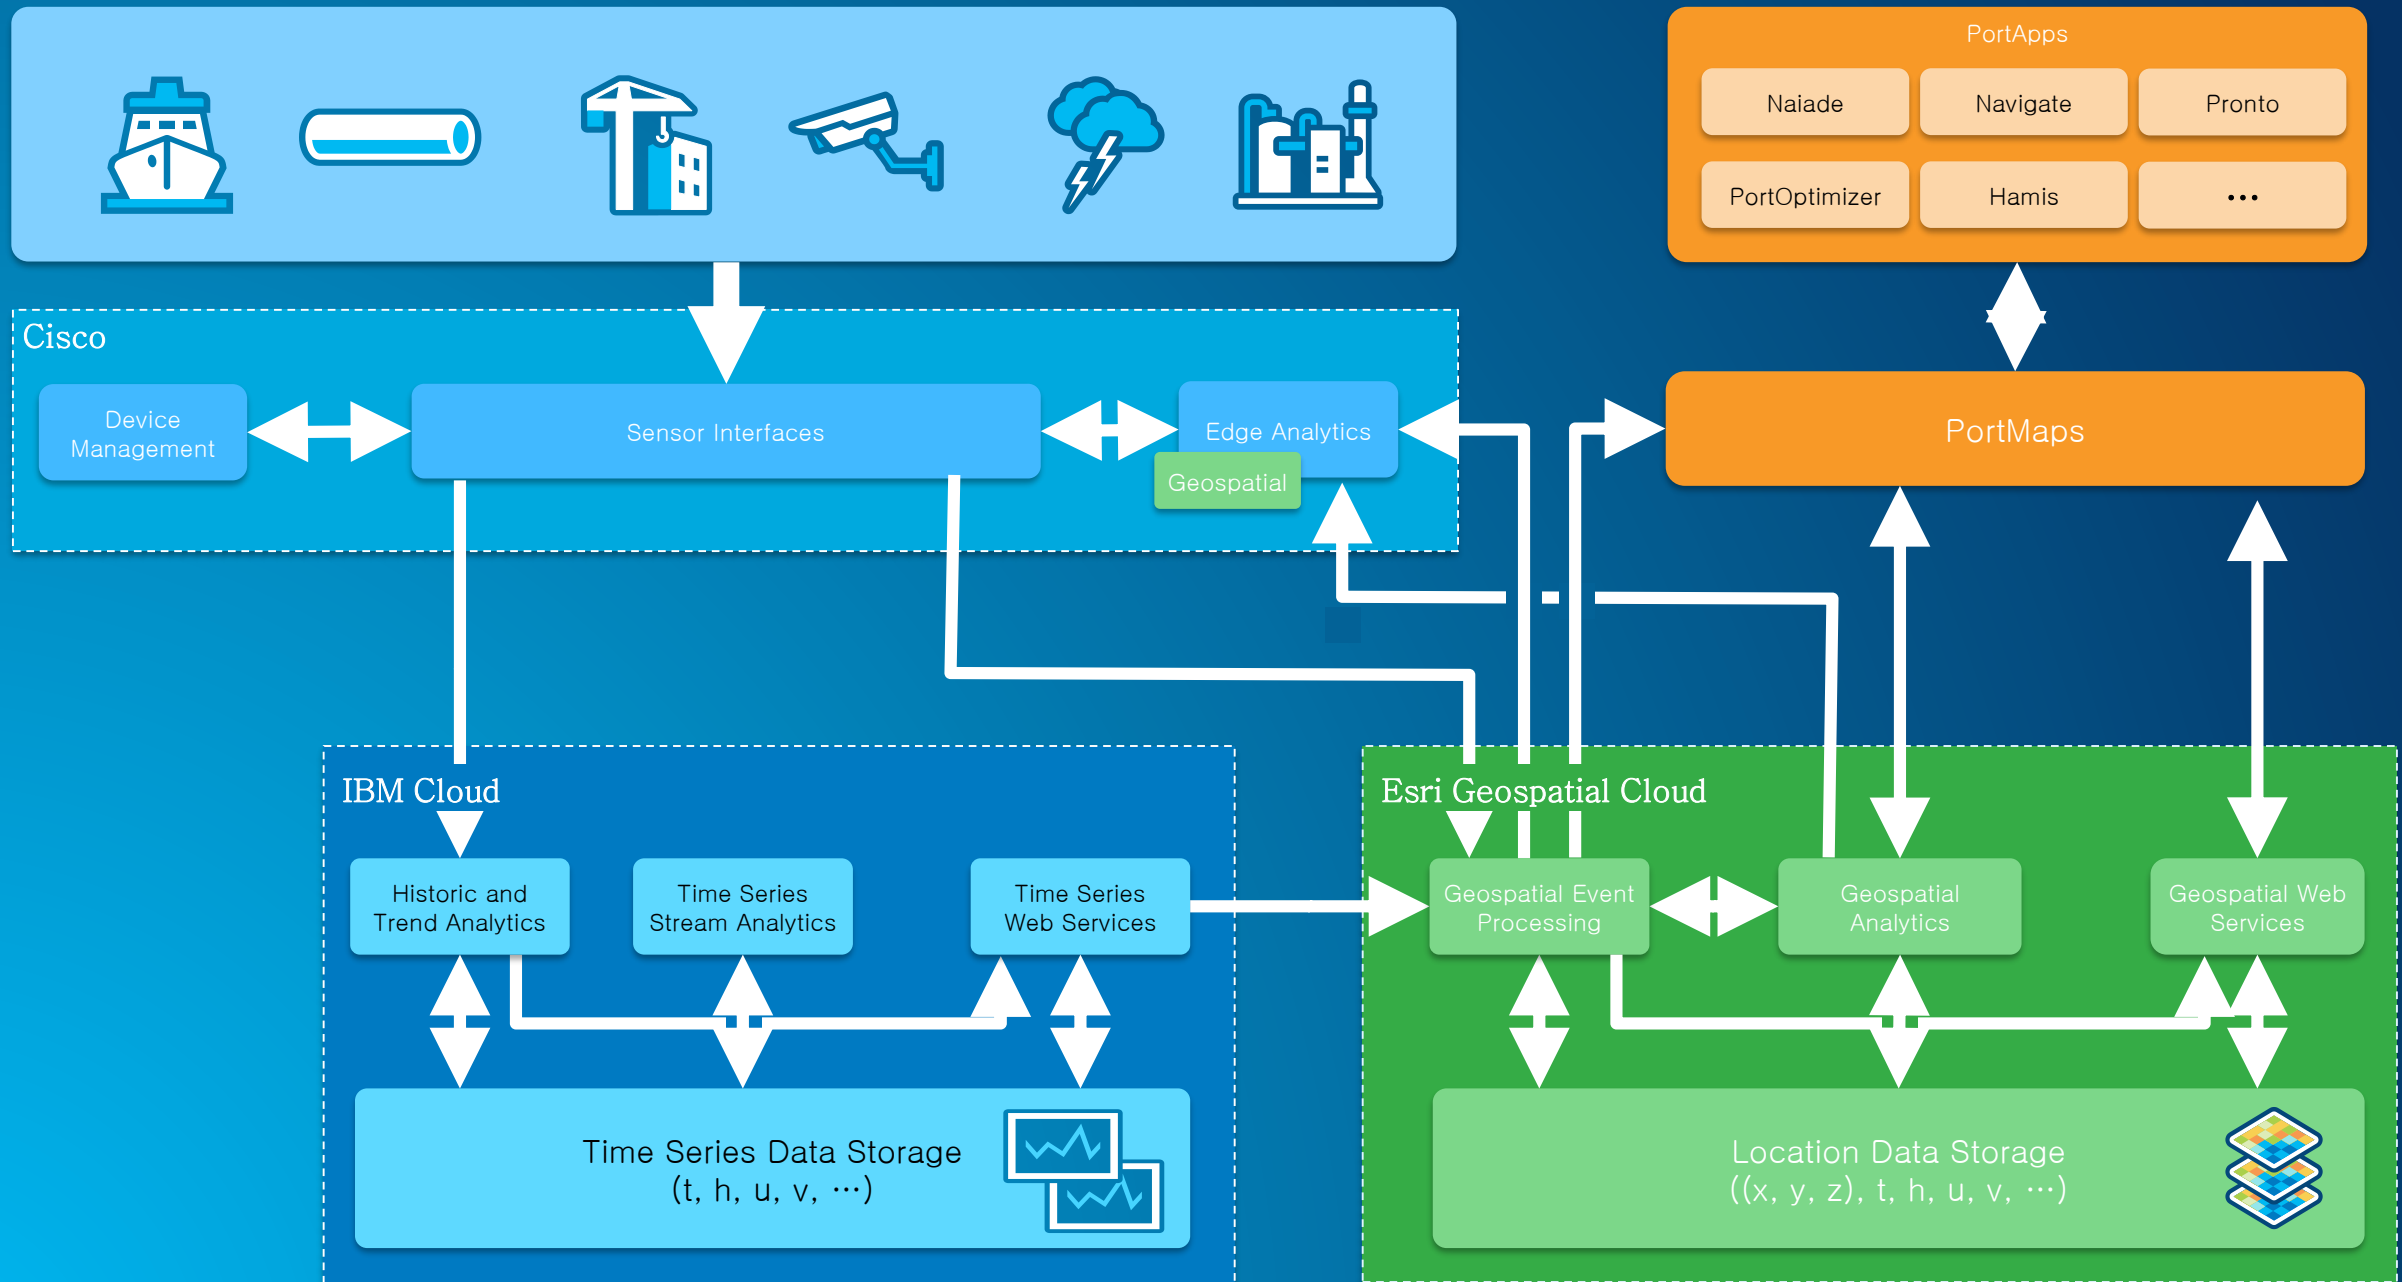 PortApps
Naiade
Navigate
Pronto
PortOptimizer
Hamis
...
Cisco
Device
Management
Sensor Interfaces
Edge Analytics
Geospatial
PortMaps
IBM Cloud
Historic and
Trend Analytics
Time Series
Stream Analytics
Time Series
Web Services
Time Series Data Storage
(t, h, u, v, ...)
Esri Geospatial Cloud
Geospatial Event
Processing
Geospatial
Analytics
Geospatial Web
Services
Location Data Storage
((x, y, z), t, h, u, v, ...)